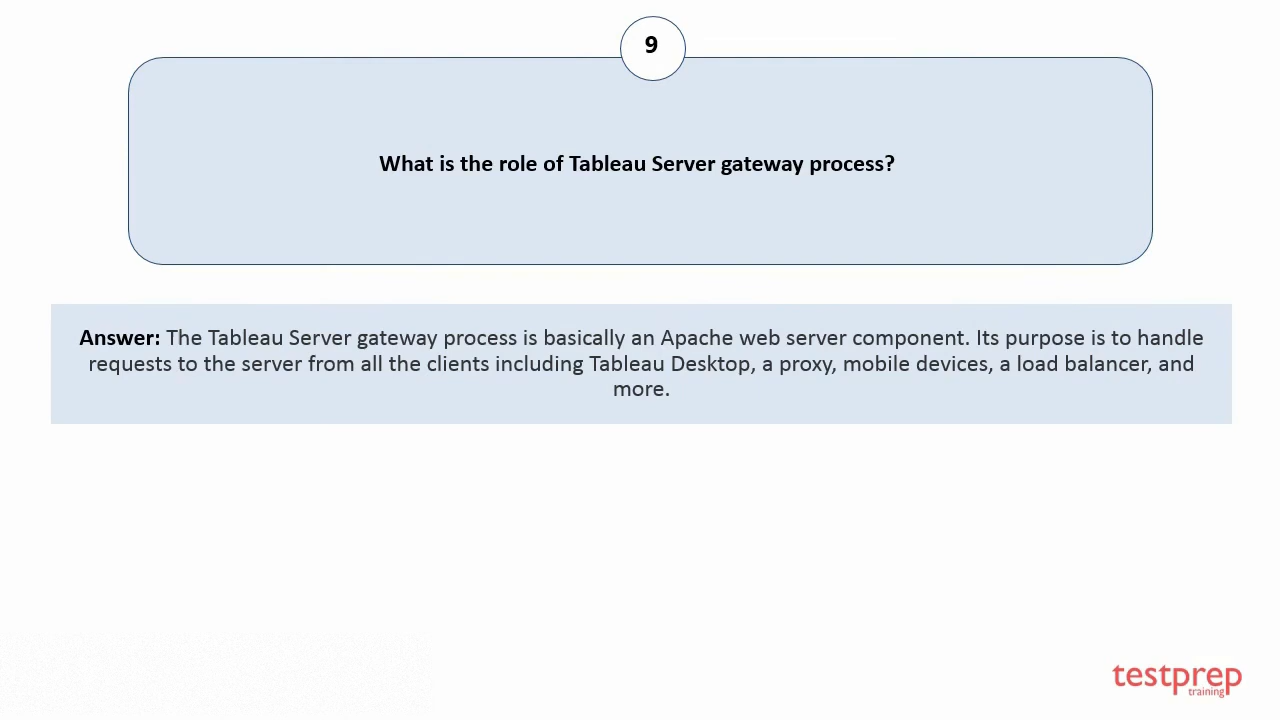 9
What is the role of Tableau Server gateway process?
Answer: The Tableau Server gateway process is basically an Apache web server component. Its purpose is to handle
requests to the server from all the clients including Tableau Desktop, a proxy, mobile devices, a load balancer, and
more.
testprep
training